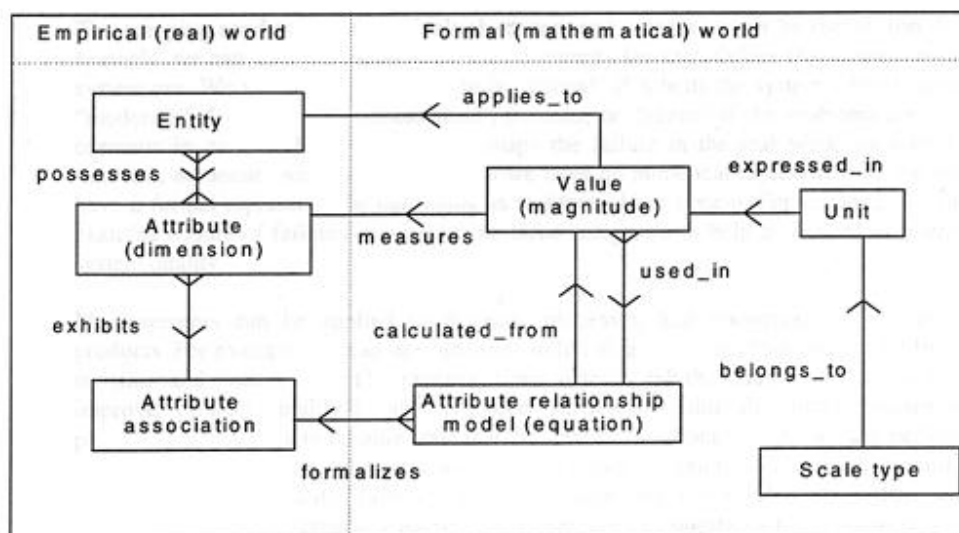 Empirical (real) world
Formal (mathematical) world
applies_to
Entity
possesses
Value
(magnitude)
expressed_in
Unit
Attribute
(dimension)
measures
used_in
exhibits
calculated_from
belongs_to
Attribute
association
Attribute relationship
model (equation)
formalizes
Scale type